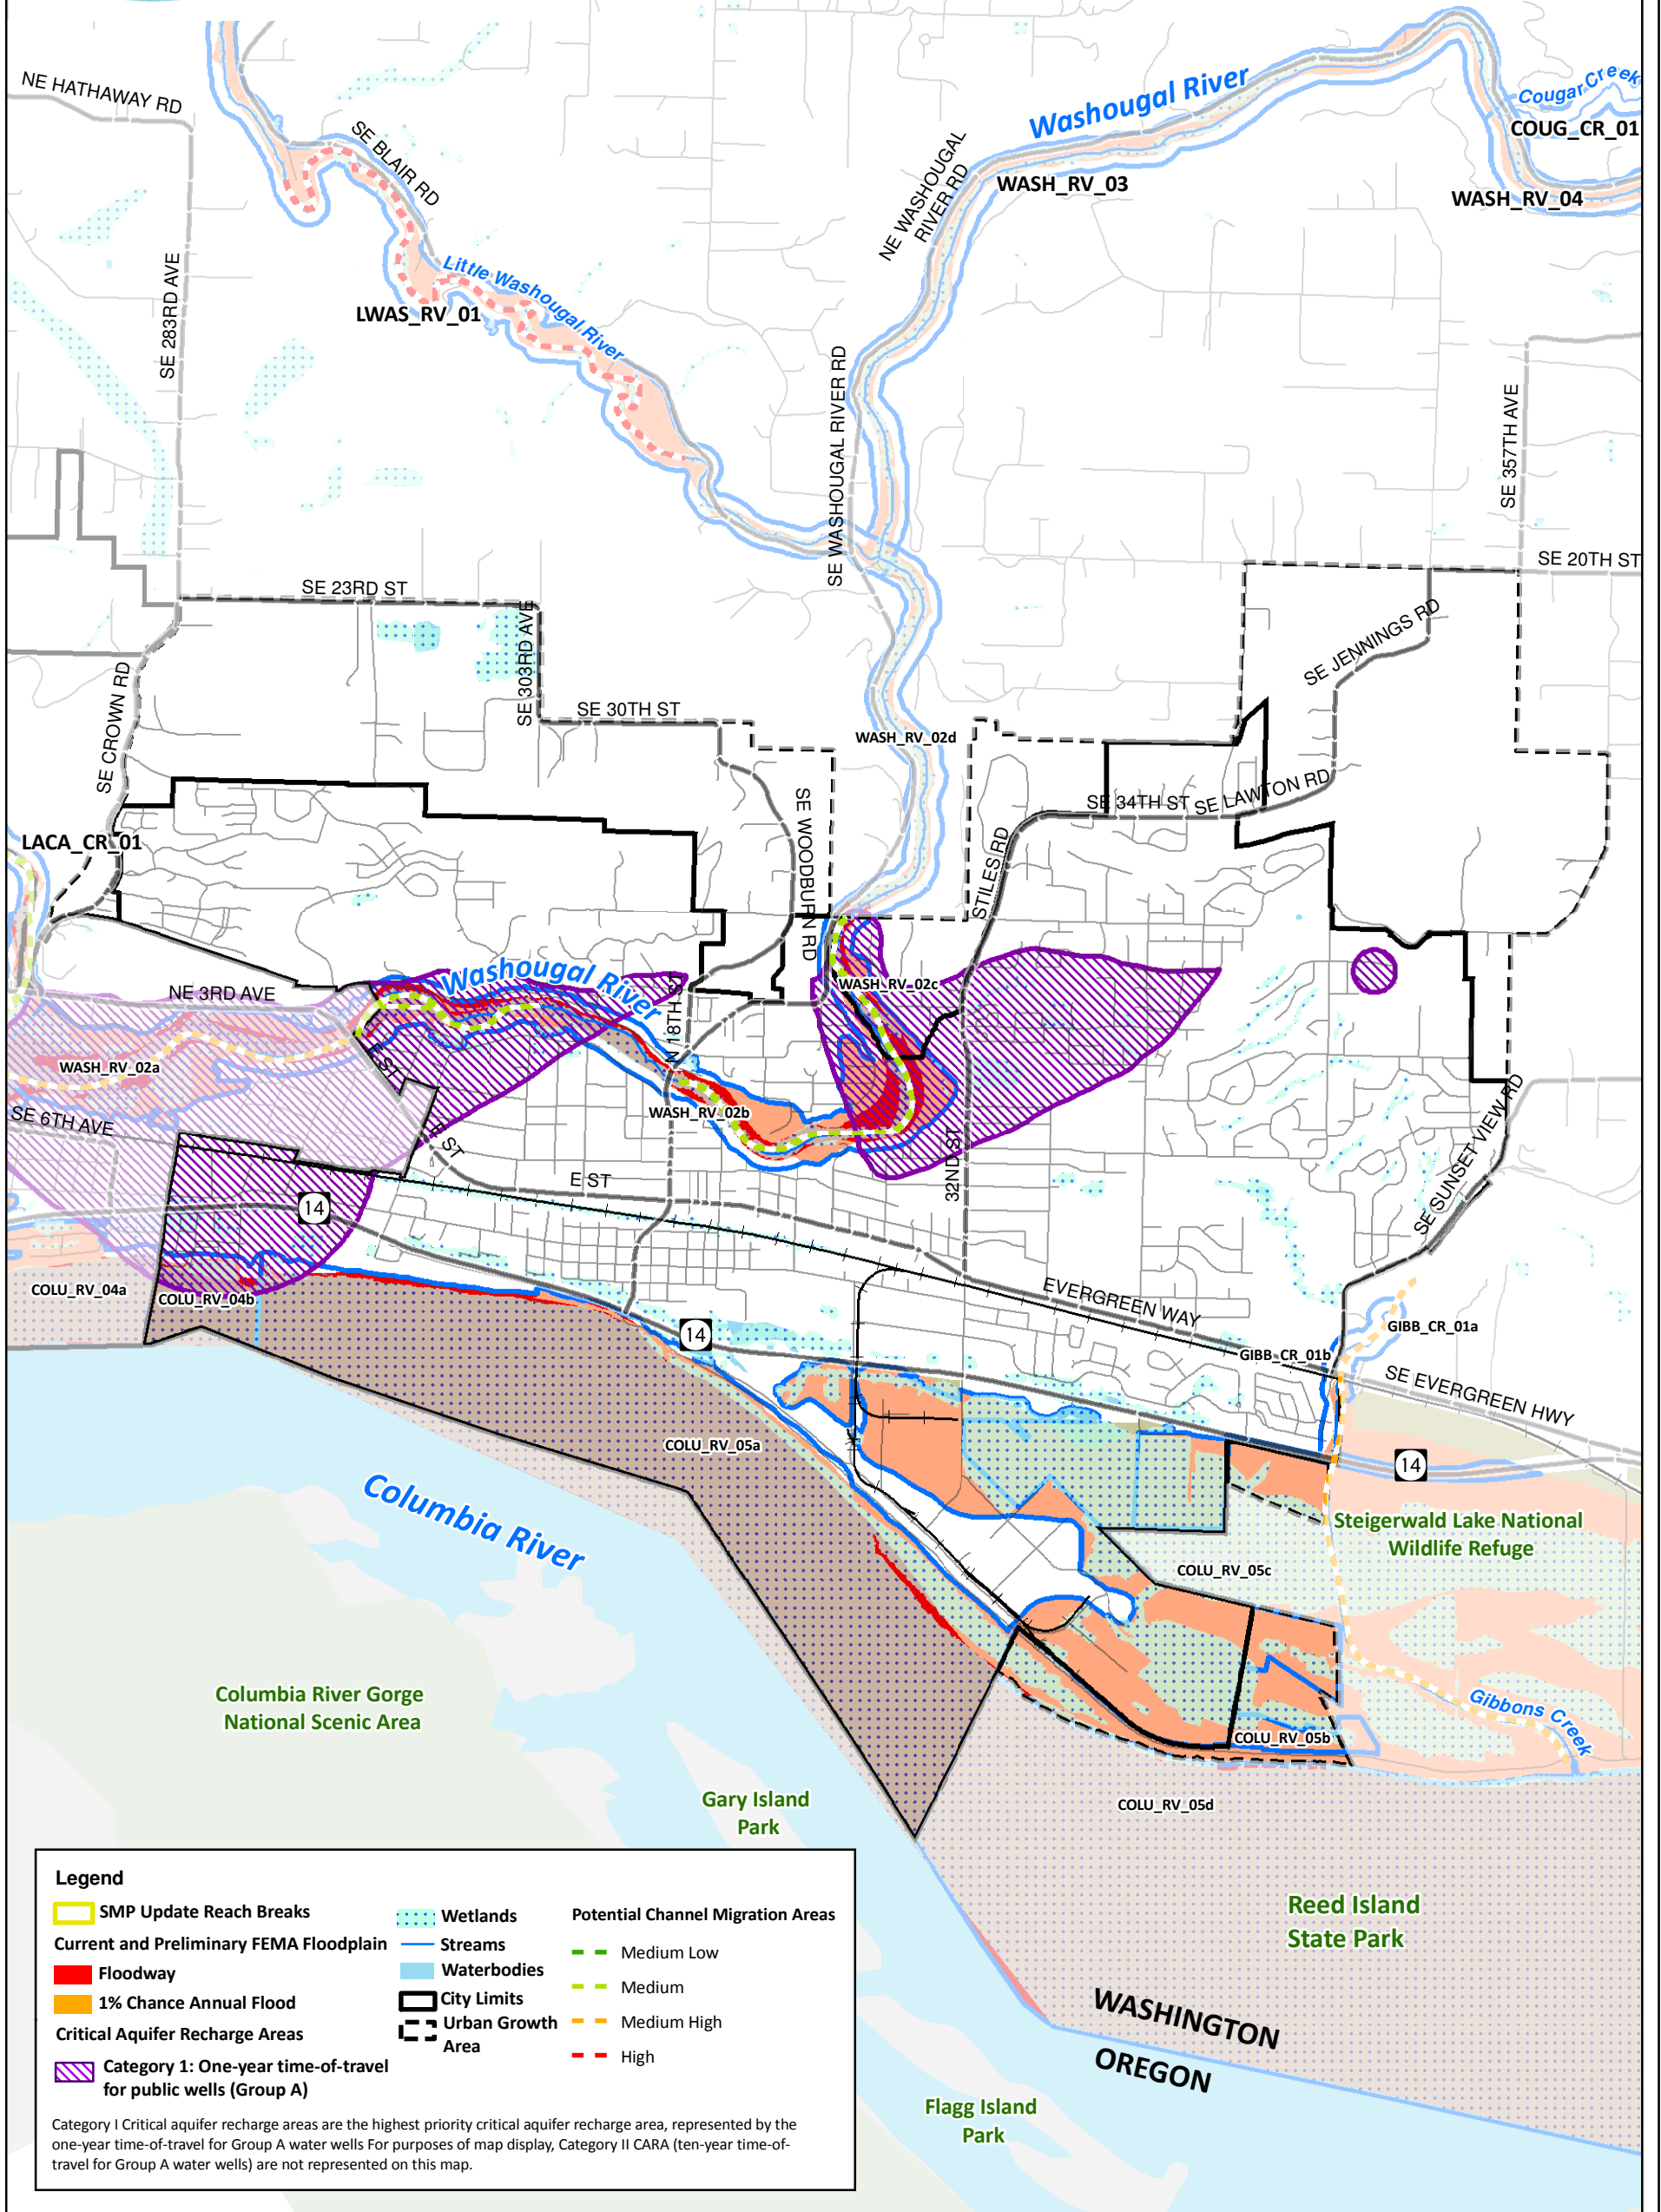 NE HATHAWAY RD
SE BLAIR RD
Washougal River
Cougar Creek
COUG_CR_01
NE WASHOUGAL
RIVER RD
WASH_RV_03
WASH_RV_04
SE 283RD AVE
Little Washougal River
LWAS_RV_01
SE WASHOUGAL RIVER RD
SE 357TH AVE
SE 20TH ST
SE 23RD ST
SE 303RD AVE
SE JENNINGS RD
SE CROWN RD
SE 30TH ST
WASH_RV_02d
SE WOODBURN RD
SE 34TH ST
SE LAWTON RD
LACA_CR_01
STILES RD
Washougal River
NE 3RD AVE
WASH_RV_02c
N 18TH ST
E ST
WASH_RV_02a
WASH_RV_02b
SE 6TH AVE
E ST
E ST
32ND ST
SE SUNSET VIEW RD
14
COLU_RV_04a
COLU_RV_04b
EVERGREEN WAY
14
GIBB_CR_01a
GIBB_CR_01b
SE EVERGREEN HWY
COLU_RV_05a
14
Columbia River
Steigerwald Lake National
Wildlife Refuge
COLU_RV_05c
Columbia River Gorge
National Scenic Area
Gibbons Creek
COLU_RV_05b
Gary Island
Park
COLU_RV_05d
Reed Island
State Park
WASHINGTON
OREGON
Flagg Island
Park
Legend
SMP Update Reach Breaks
Current and Preliminary FEMA Floodplain
Floodway
1% Chance Annual Flood
Critical Aquifer Recharge Areas
Category 1: One-year time-of-travel
for public wells (Group A)
Wetlands
Streams
Waterbodies
City Limits
Urban Growth
Area
Potential Channel Migration Areas
Medium Low
Medium
Medium High
High
Category I Critical aquifer recharge areas are the highest priority critical aquifer recharge area, represented by the
one-year time-of-travel for Group A water wells For purposes of map display, Category II CARA (ten-year time-of-
travel for Group A water wells) are not represented on this map.